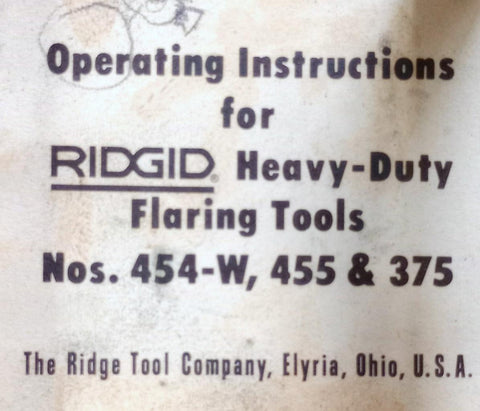 Operating Instructions
for
RIDGID® Heavy-Duty
Flaring Tools
Nos. 454-W, 455 & 375
The Ridge Tool Company, Elyria, Ohio, U.S.A.